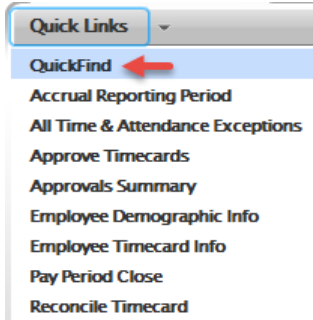 Quick Links
QuickFind
Accrual Reporting Period
All Time & Attendance Exceptions
Approve Timecards
Approvals Summary
Employee Demographic Info
Employee Timecard Info
Pay Period Close
Reconcile Timecard